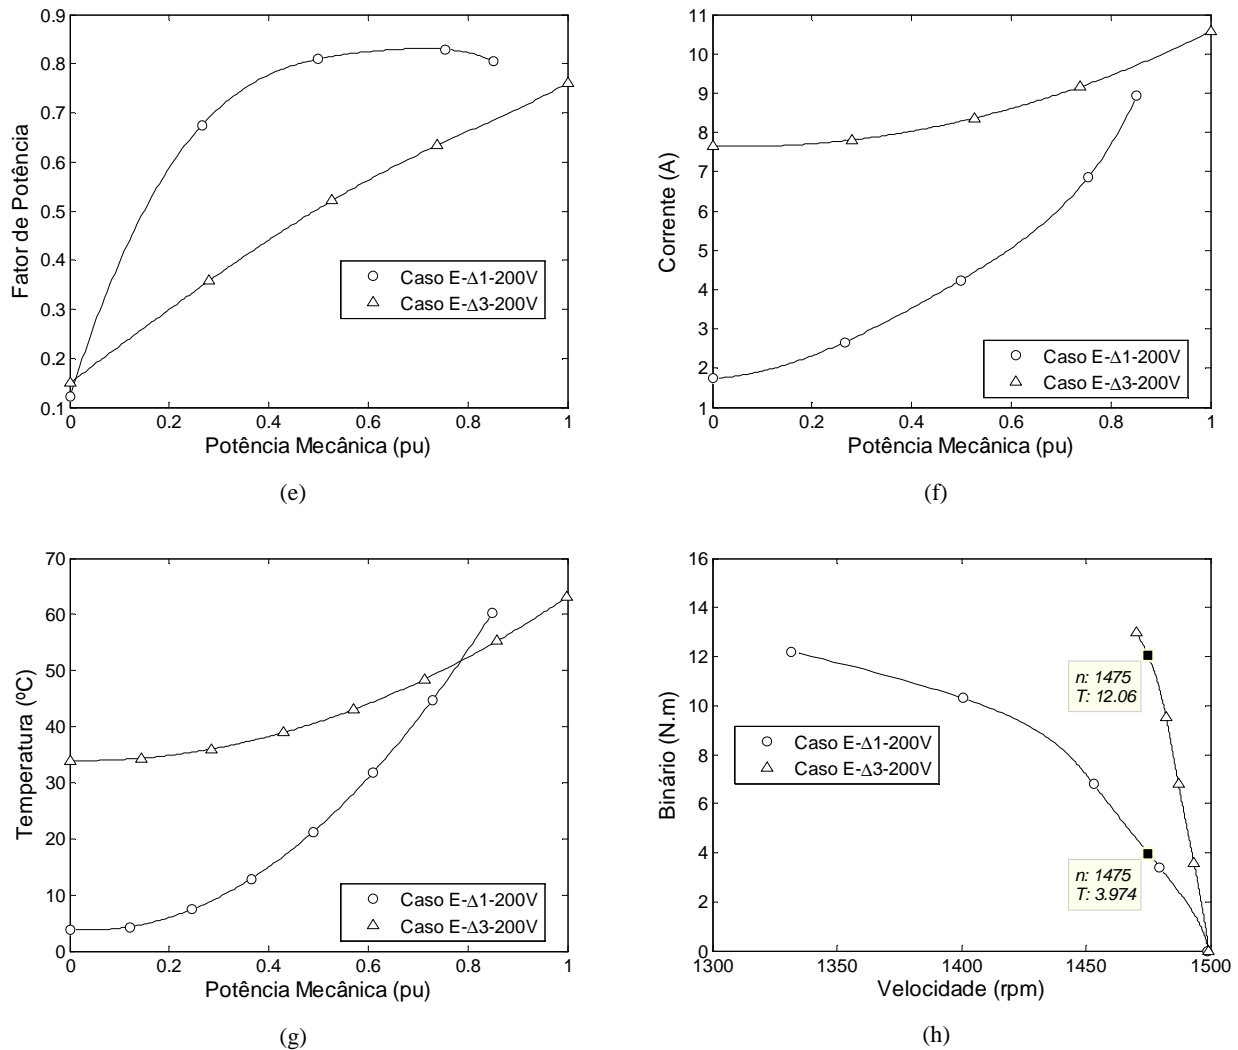 0.9
0.8
0.7
0.6
0.5
0.4
0.3
0.2
0.1
0 0.2 0.4 0.6 0.8 1
Fator de Potência
Potência Mecânica (pu)
Caso E-Δ1-200V
Caso E-Δ3-200V
(e)
11
10
9
8
7
6
5
4
3
2
1
0 0.2 0.4 0.6 0.8 1
Corrente (A)
Potência Mecânica (pu)
Caso E-Δ1-200V
Caso E-Δ3-200V
(f)
70
60
50
40
30
20
10
0
0 0.2 0.4 0.6 0.8 1
Temperatura (ºC)
Potência Mecânica (pu)
Caso E-Δ1-200V
Caso E-Δ3-200V
(g)
16
14
12
10
8
6
4
2
0
1300 1350 1400 1450 1500
Binário (N.m)
Velocidade (rpm)
Caso E-Δ1-200V
Caso E-Δ3-200V
n: 1475
T: 12.06
n: 1475
T: 3.974
(h)